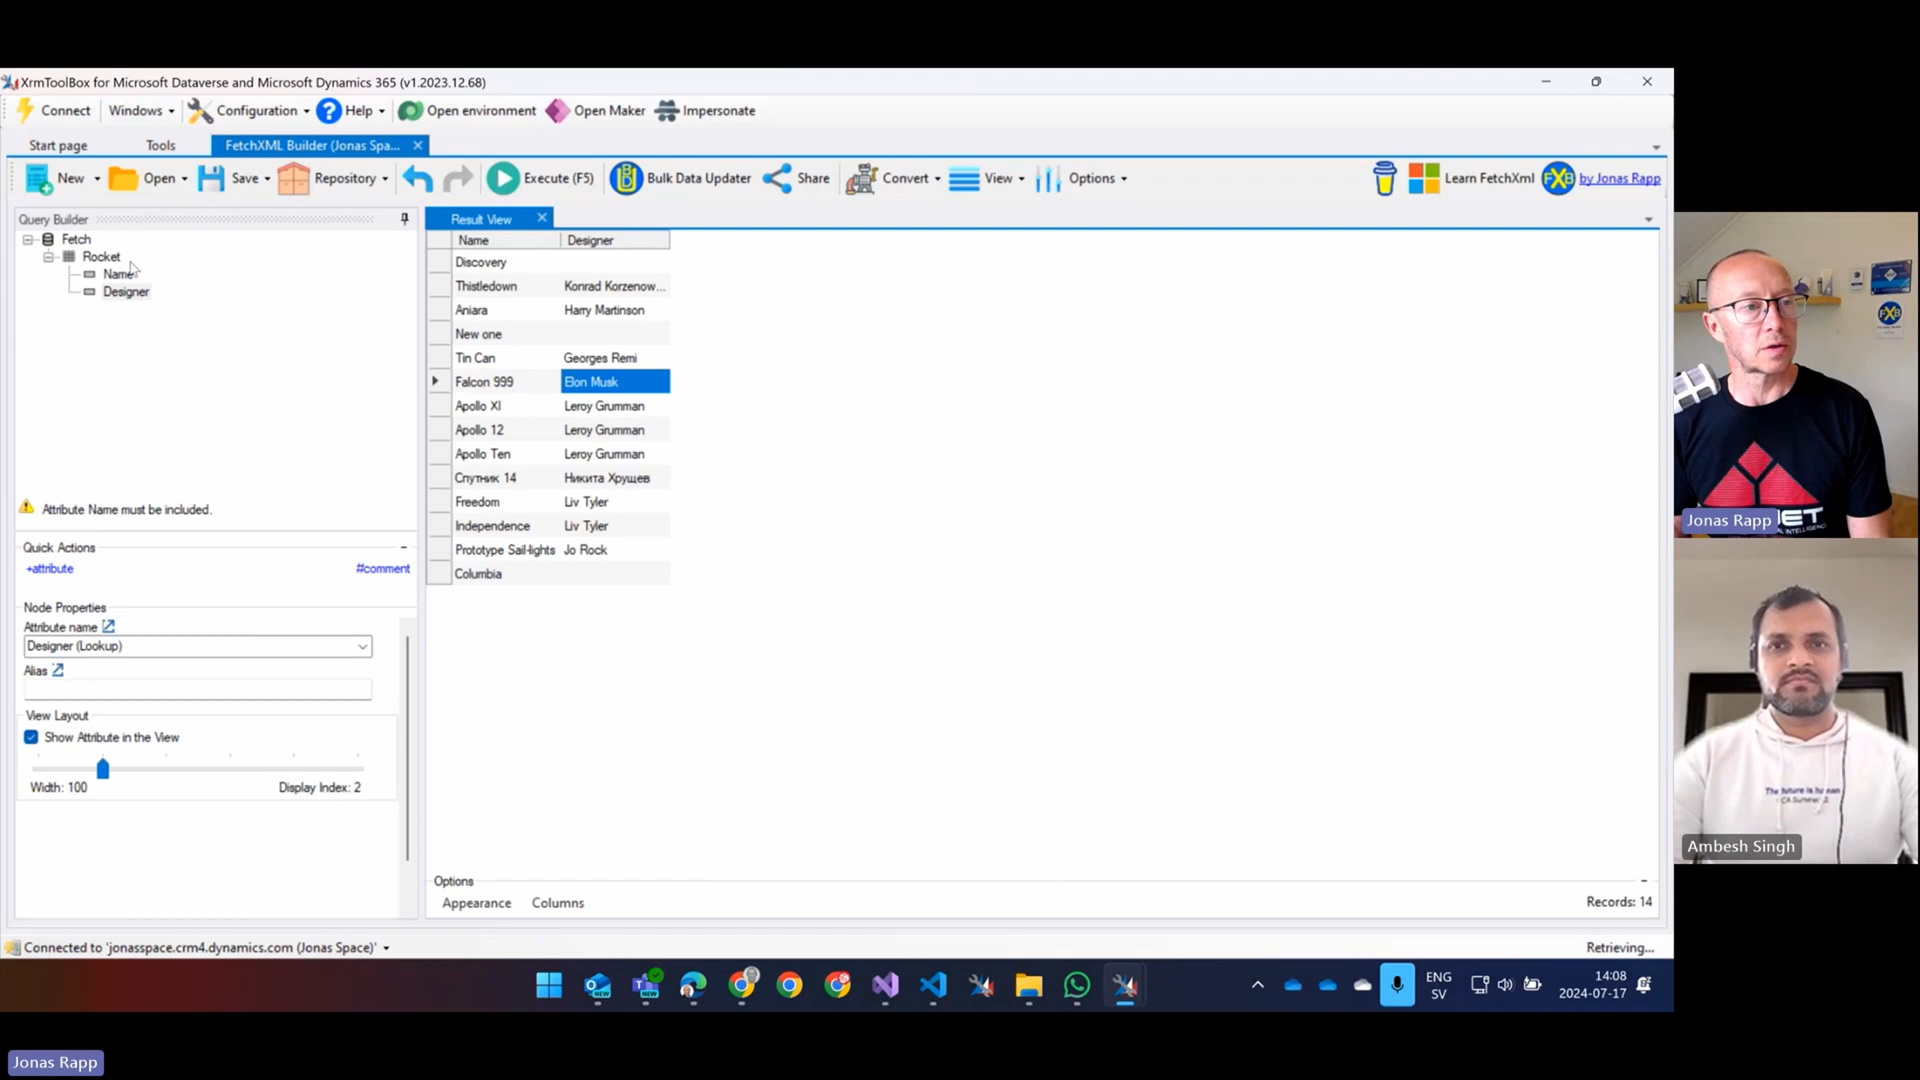 XrmToolBox for Microsoft Dataverse and Microsoft Dynamics 365 (v1.2023.12.68)
Connect Windows Configuration Help Open environment Open Maker Impersonate
Start page Tools FetchXML Builder (Jonas Spa...
New Open Save Repository Execute (F5) Bulk Data Updater Share Convert View Options Learn FetchXml FXB by Jonas Rapp
Query Builder
Fetch
Rocket
Name
Designer
Attribute Name must be included.
Quick Actions
+attribute #comment
Node Properties
Attribute name
Designer (Lookup)
Alias
View Layout
Show Attribute in the View
Width: 100 Display Index: 2
Result View
Name Designer
Discovery
Thistledown Konrad Korzenow...
Aniara Harry Martinson
New one
Tin Can Georges Remi
Falcon 999 Elon Musk
Apollo XI Leroy Grumman
Apollo 12 Leroy Grumman
Apollo Ten Leroy Grumman
Спутник 14 Никита Хрущев
Freedom Liv Tyler
Independence Liv Tyler
Prototype Sail-lights Jo Rock
Columbia
Options
Appearance Columns Records: 14
Connected to 'jonasspace.crm4.dynamics.com (Jonas Space)' Retrieving...
ENG
SV
14:08
2024-07-17
FXB
Jonas Rapp
The future is human
Ambesh Singh
Jonas Rapp